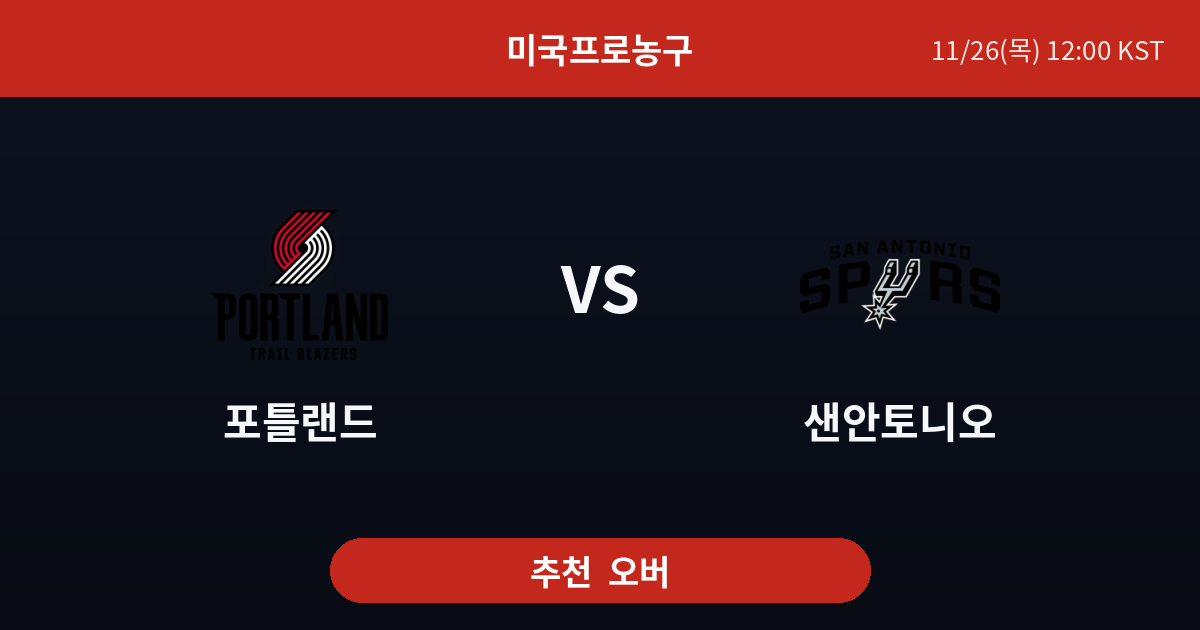 미국프로농구
11/26(목) 12:00 KST
PORTLAND
TRAIL BLAZERS
VS
SAN ANTONIO
SPURS
포틀랜드
샌안토니오
추천 오버